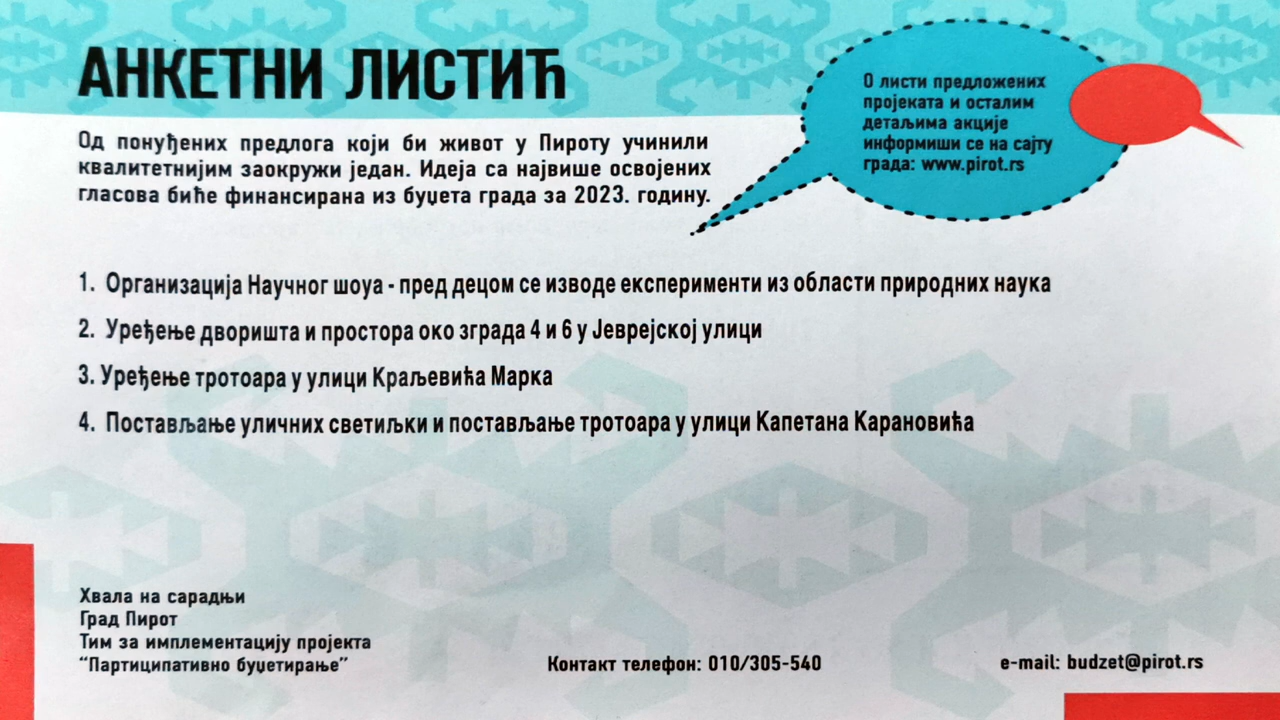 АНКЕТНИ ЛИСТИЋ
Од понуђених предлога који би живот у Пироту учинили
квалитетнијим заокружи један. Идеја са највише освојених
гласова биће финансирана из буџета града за 2023. годину.
О листи предложених
пројеката и осталим
детаљима акције
информиши се на сајту
града: www.pirot.rs
1. Организација Научног шоуа - пред децом се изводе експерименти из области природних наука
2. Уређење дворишта и простора око зграда 4 и 6 у Јеврејској улици
3. Уређење тротоара у улици Краљевића Марка
4. Постављање уличних светиљки и постављање тротоара у улици Капетана Карановића
Хвала на сарадњи
Град Пирот
Тим за имплементацију пројекта
“Партиципативно буџетирање”
Контакт телефон: 010/305-540
e-mail: budzet@pirot.rs